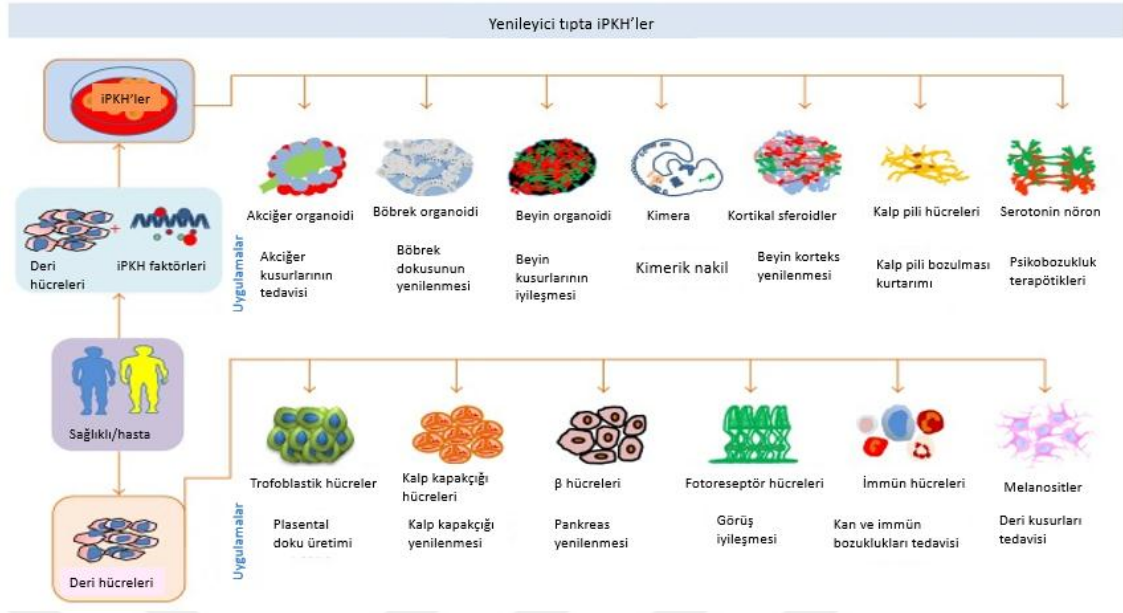 Yenileyici tıpta iPKH’ler
iPKH’ler
Akciğer organoidi
Böbrek organoidi
Beyin organoidi
Kimera
Kortikal sferoidler
Kalp pili hücreleri
Serotonin nöron
+
Deri
hücreleri
iPKH faktörleri
Uygulamalar
Akciğer
kusurlarının
tedavisi
Böbrek
dokusunun
yenilenmesi
Beyin
kusurlarının
iyileşmesi
Kimerik nakil
Beyin korteks
yenilenmesi
Kalp pili bozulması
kurtarımı
Psikobozukluk
terapötikleri
Sağlıklı/hasta
Trofoblastik hücreler
Kalp kapakçığı
hücreleri
β hücreleri
Fotoreseptör hücreleri
İmmün hücreleri
Melanositler
Uygulamalar
Plasental
doku üretimi
Kalp kapakçığı
yenilenmesi
Pankreas
yenilenmesi
Görüş
iyileşmesi
Kan ve immün
bozuklukları tedavisi
Deri kusurları
tedavisi
Deri hücreleri